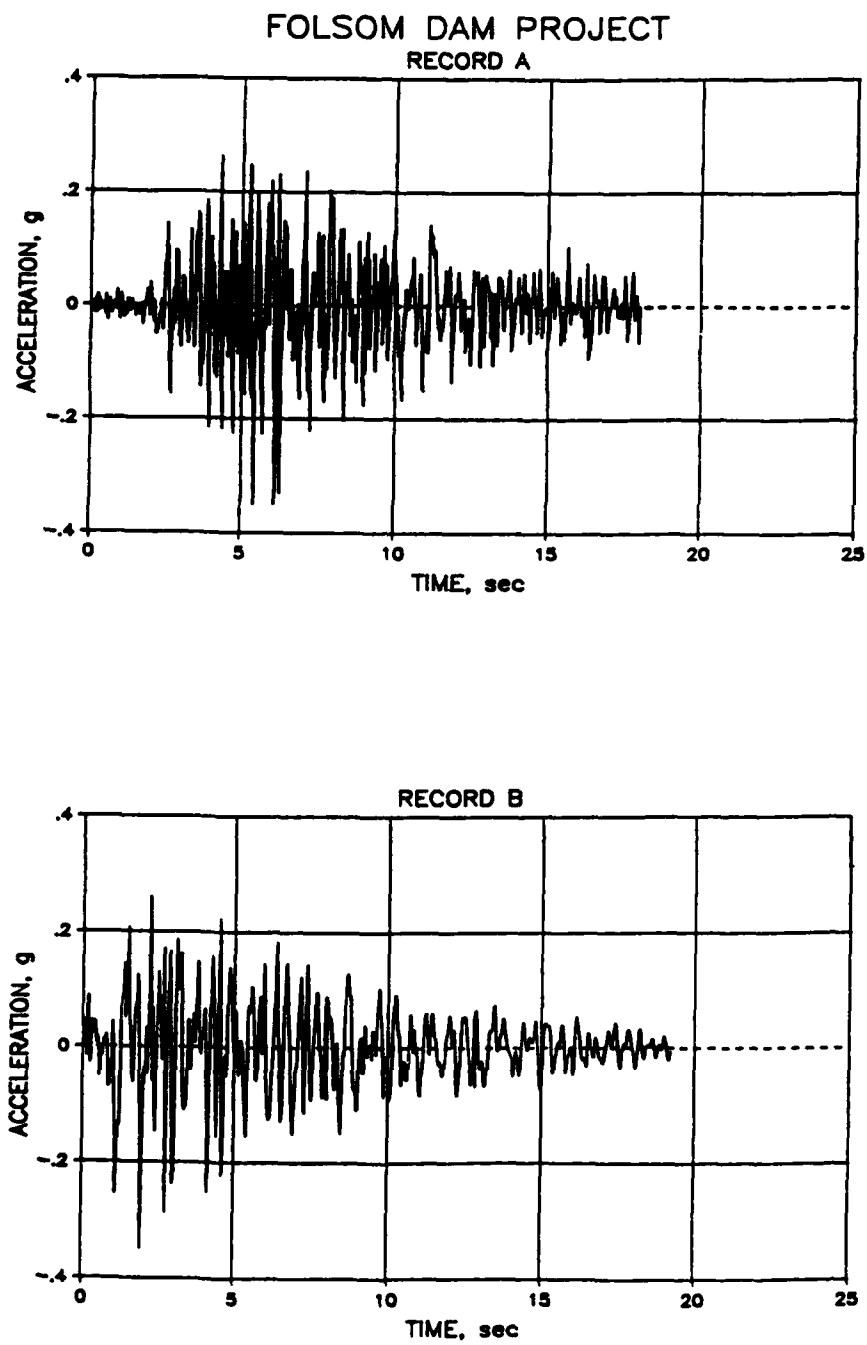 FOLSOM DAM PROJECT
RECORD A
.4
.2
0
-.2
-.4
ACCELERATION, g
0 5 10 15 20 25
TIME, sec
RECORD B
.4
.2
0
-.2
-.4
ACCELERATION, g
0 5 10 15 20 25
TIME, sec